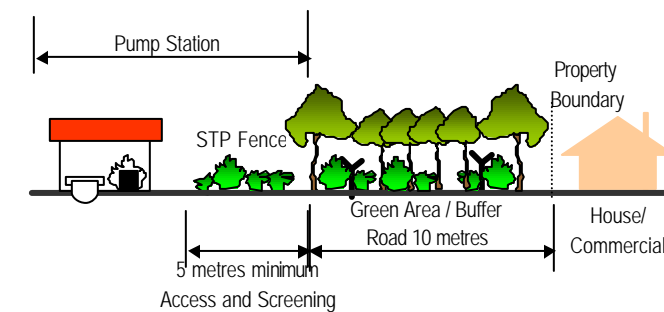 Pump Station
Property
Boundary
STP Fence
Green Area / Buffer
Road 10 metres
House/
Commercial
5 metres minimum
Access and Screening